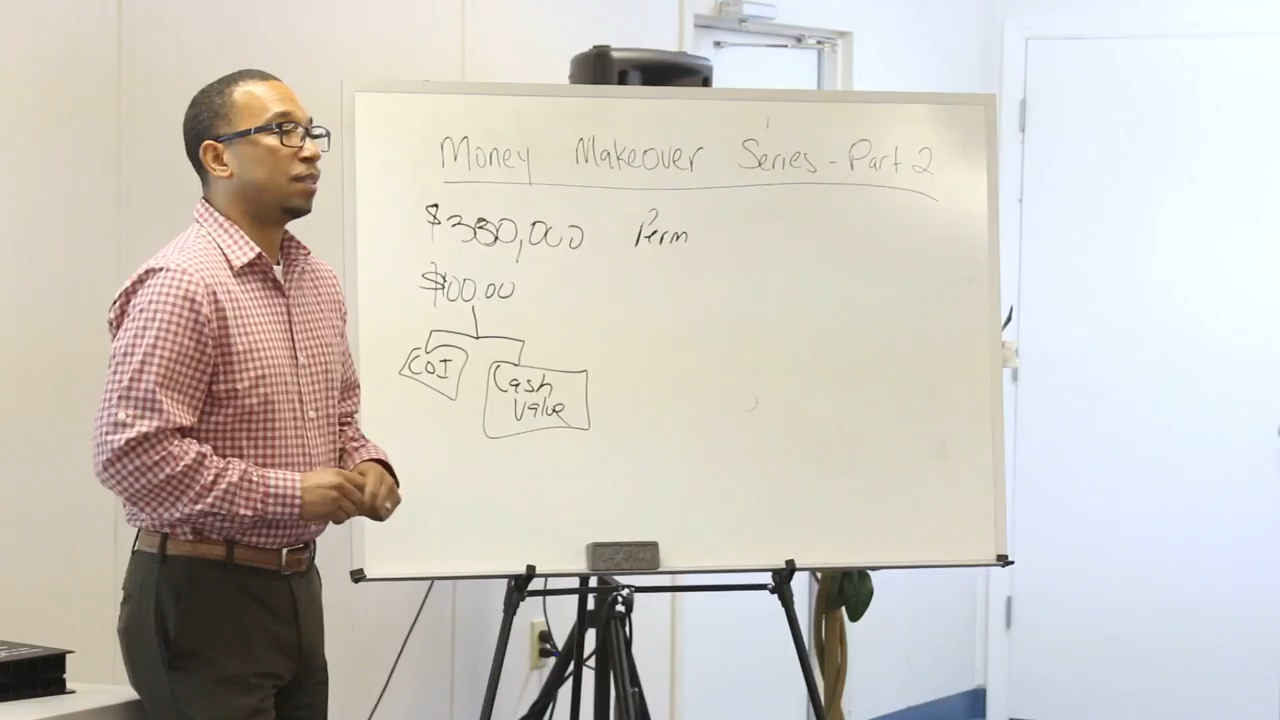 Money Makeover Series - Part 2
$350,000 Perm
$100.00
COI
Cash
Value